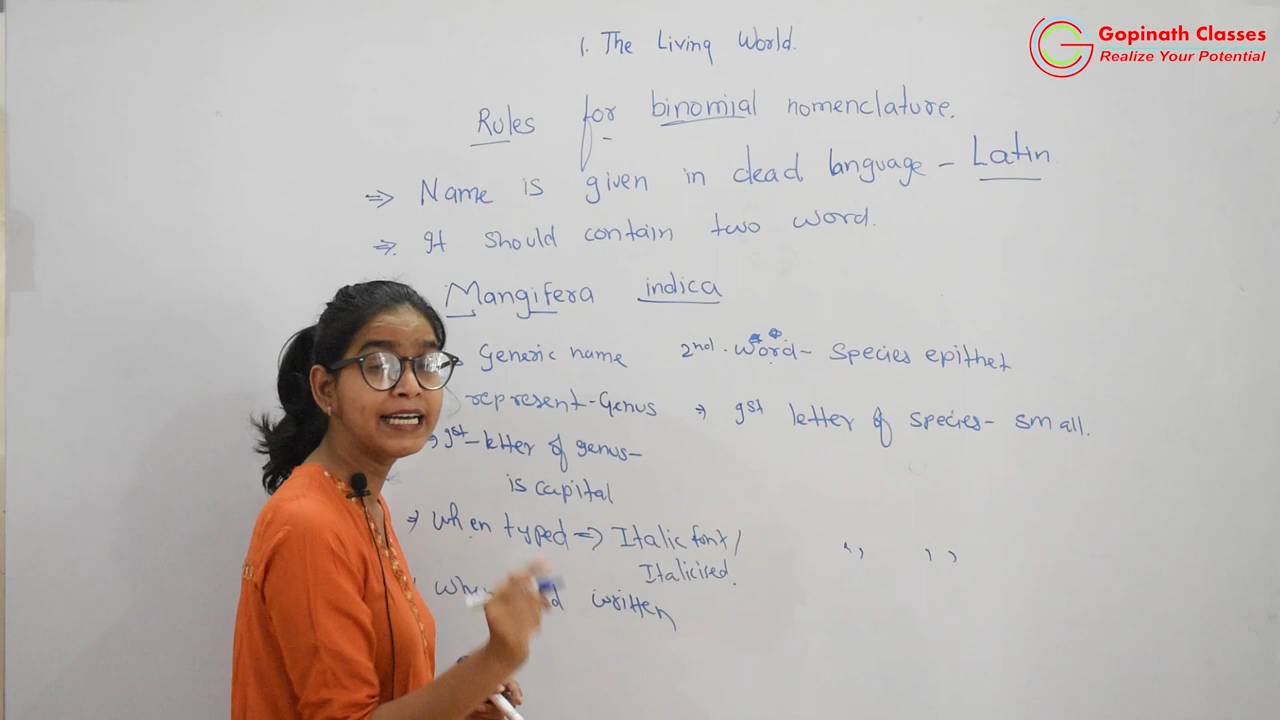 Gopinath Classes
Realize Your Potential
1. The Living World.
Rules for binomial nomenclature.
⇒ Name is given in dead language - Latin
⇒ It should contain two word.
Mangifera indica
Generic name 2nd. word - Species epithet
represent - Genus ⇒ Ist letter of species - small.
⇒ Ist - letter of genus -
is capital
⇒ When typed ⇒ Italic font /
Italicised.
written